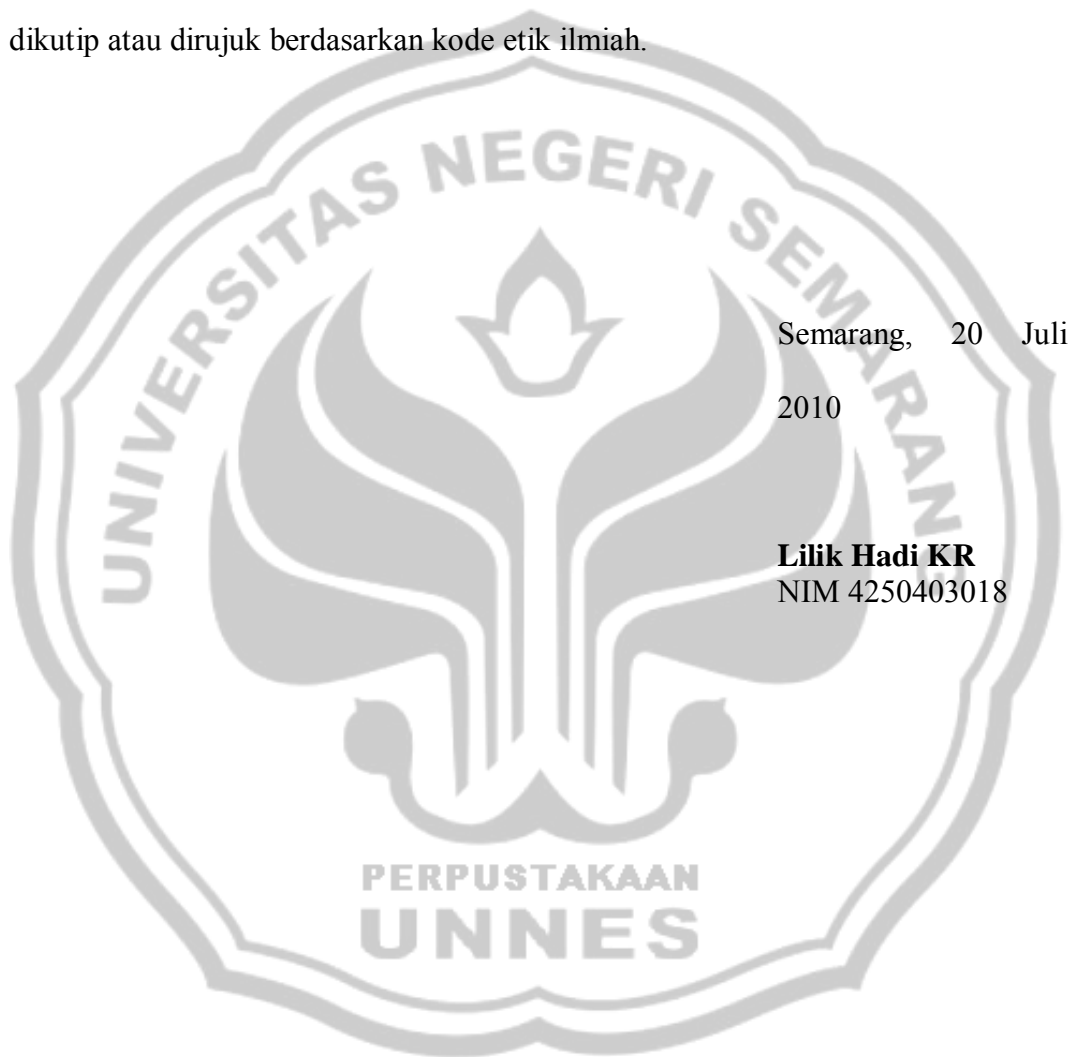 dikutip atau dirujuk berdasarkan kode etik ilmiah.
UNIVERSITAS NEGERI SEMARANG
Semarang, 20 Juli
2010
Lilik Hadi KR
NIM 4250403018
PERPUSTAKAAN
UNNES